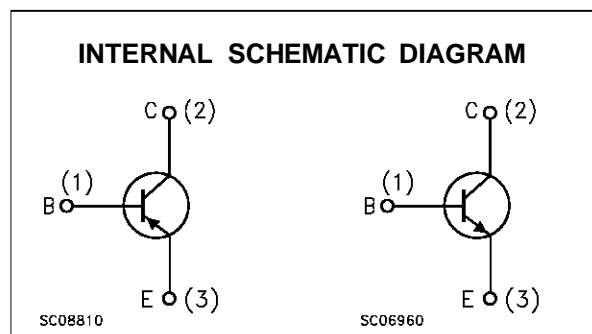 INTERNAL SCHEMATIC DIAGRAM
C (2)
C (2)
(1)
B
(1)
B
E (3)
E (3)
SC08810
SC06960